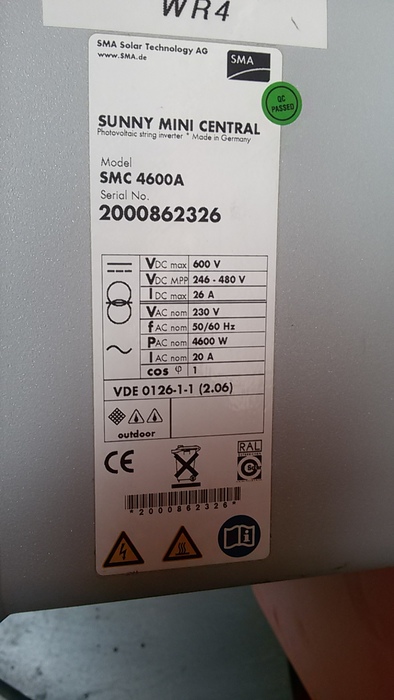 WR4
SMA Solar Technology AG
www.SMA.de
SMA
QC
PASSED
SUNNY MINI CENTRAL
Photovoltaic string inverter * Made in Germany
Model
SMC 4600A
Serial No.
2000862326
VDC max 600 V
VDC MPP 246 - 480 V
IDC max 26 A
VAC nom 230 V
fAC nom 50/60 Hz
PAC nom 4600 W
IAC nom 20 A
cos φ 1
VDE 0126-1-1 (2.06)
outdoor
CE
RAL
*2000862326*